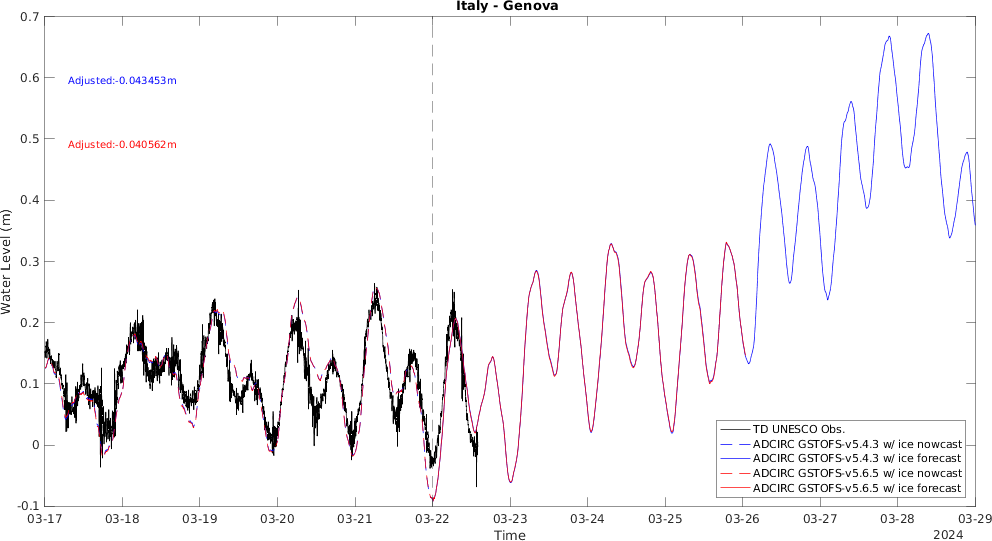 Italy - Genova
0.7
0.6
0.5
0.4
0.3
0.2
0.1
0
-0.1
Water Level (m)
Adjusted:-0.043453m
Adjusted:-0.040562m
TD UNESCO Obs.
ADCIRC GSTOFS-v5.4.3 w/ ice nowcast
ADCIRC GSTOFS-v5.4.3 w/ ice forecast
ADCIRC GSTOFS-v5.6.5 w/ ice nowcast
ADCIRC GSTOFS-v5.6.5 w/ ice forecast
03-17 03-18 03-19 03-20 03-21 03-22 03-23 03-24 03-25 03-26 03-27 03-28 03-29
Time
2024